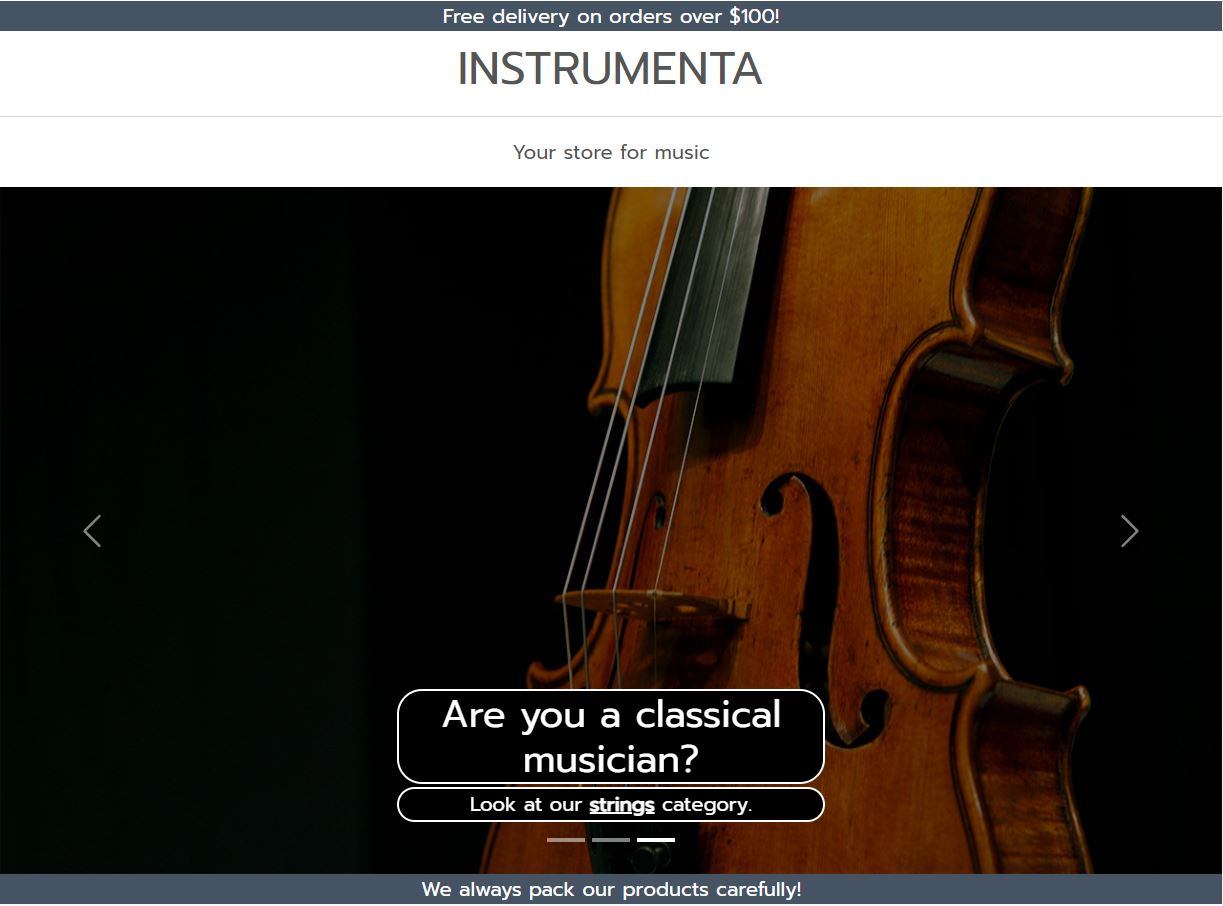 Free delivery on orders over $100!
INSTRUMENTA
Your store for music
Are you a classical
musician?
Look at our strings category.
We always pack our products carefully!